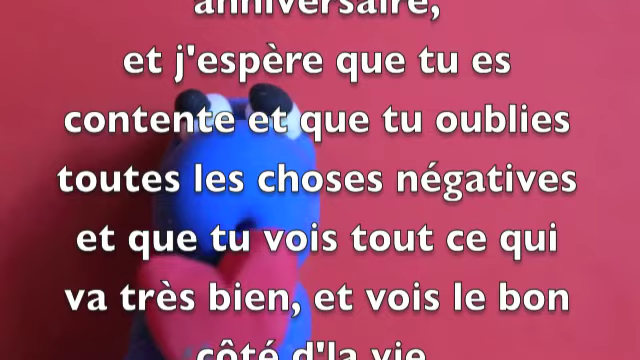 anniversaire,
et j'espère que tu es
contente et que tu oublies
toutes les choses négatives
et que tu vois tout ce qui
va très bien, et vois le bon
côté d'la vie